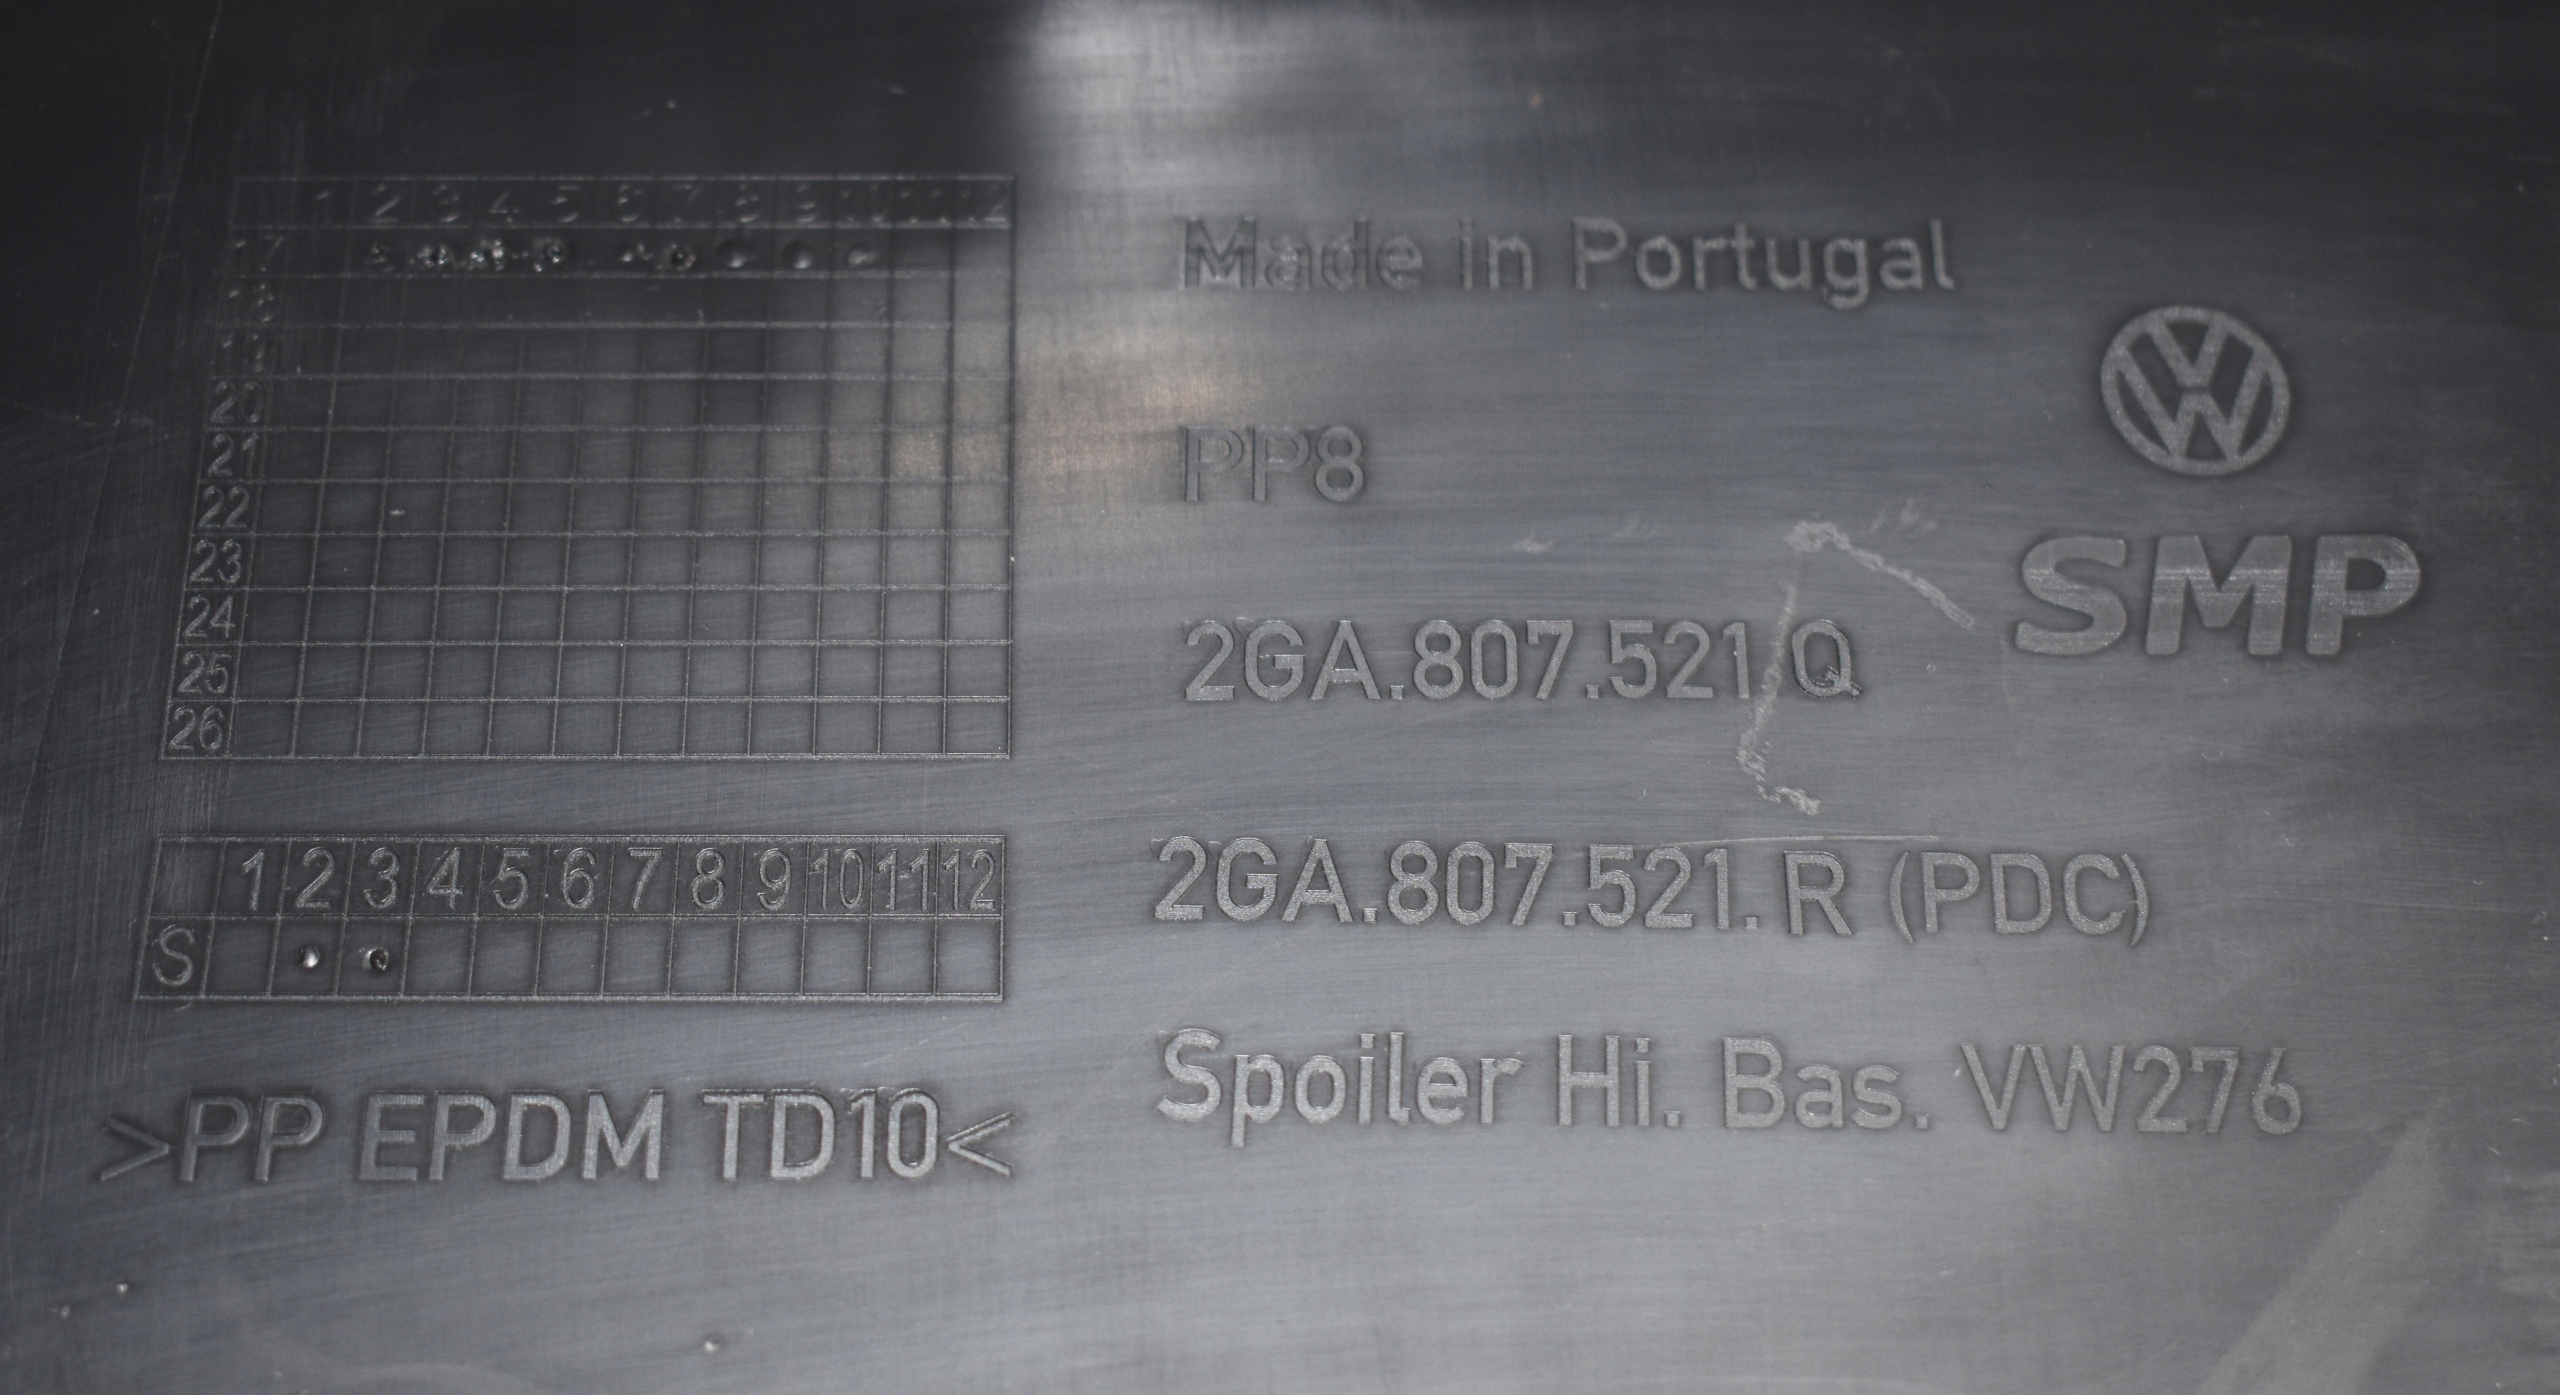 1 2 3 4 5 6 7 8 9 10 11 12
17
18
19
20
21
22
23
24
25
26
1 2 3 4 5 6 7 8 9 10 11 12
S
>PP EPDM TD10<
Made in Portugal
PP8
2GA.807.521 Q
2GA.807.521.R (PDC)
Spoiler Hi. Bas. VW276
VW
SMP